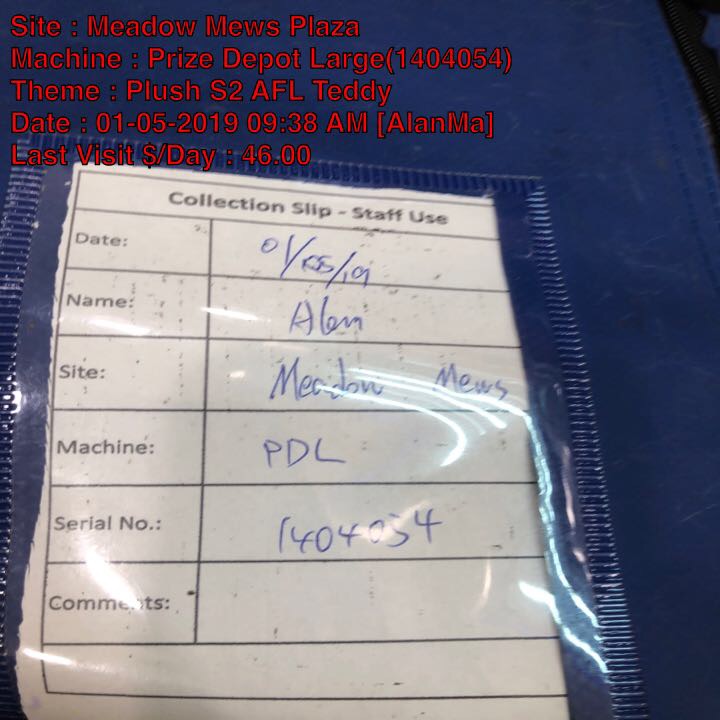 Site : Meadow Mews Plaza
Machine : Prize Depot Large(1404054)
Theme : Plush S2 AFL Teddy
Date : 01-05-2019 09:38 AM [AlanMa]
Last Visit $/Day : 46.00
Collection Slip - Staff Use
Date: 01/05/19
Name: Alan
Site: Meadow Mews
Machine: PDL
Serial No.: 1404054
Comments: